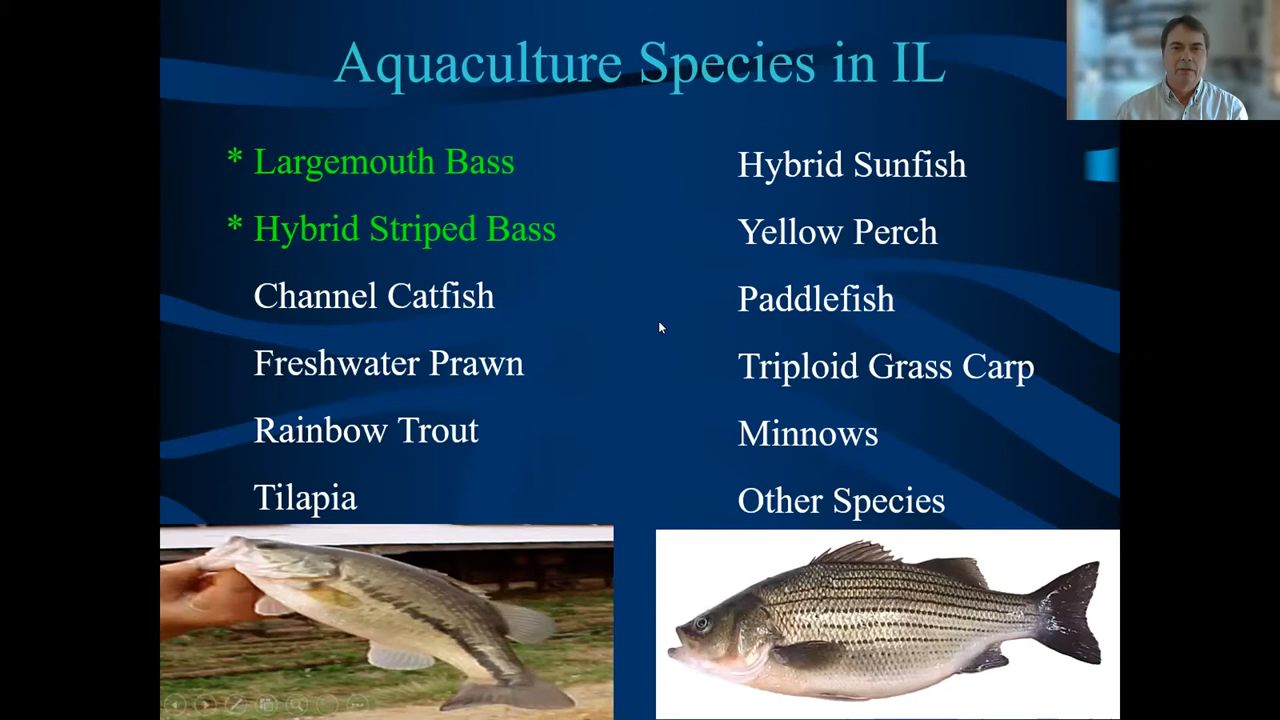 Aquaculture Species in IL
* Largemouth Bass
* Hybrid Striped Bass
Channel Catfish
Freshwater Prawn
Rainbow Trout
Tilapia
Hybrid Sunfish
Yellow Perch
Paddlefish
Triploid Grass Carp
Minnows
Other Species